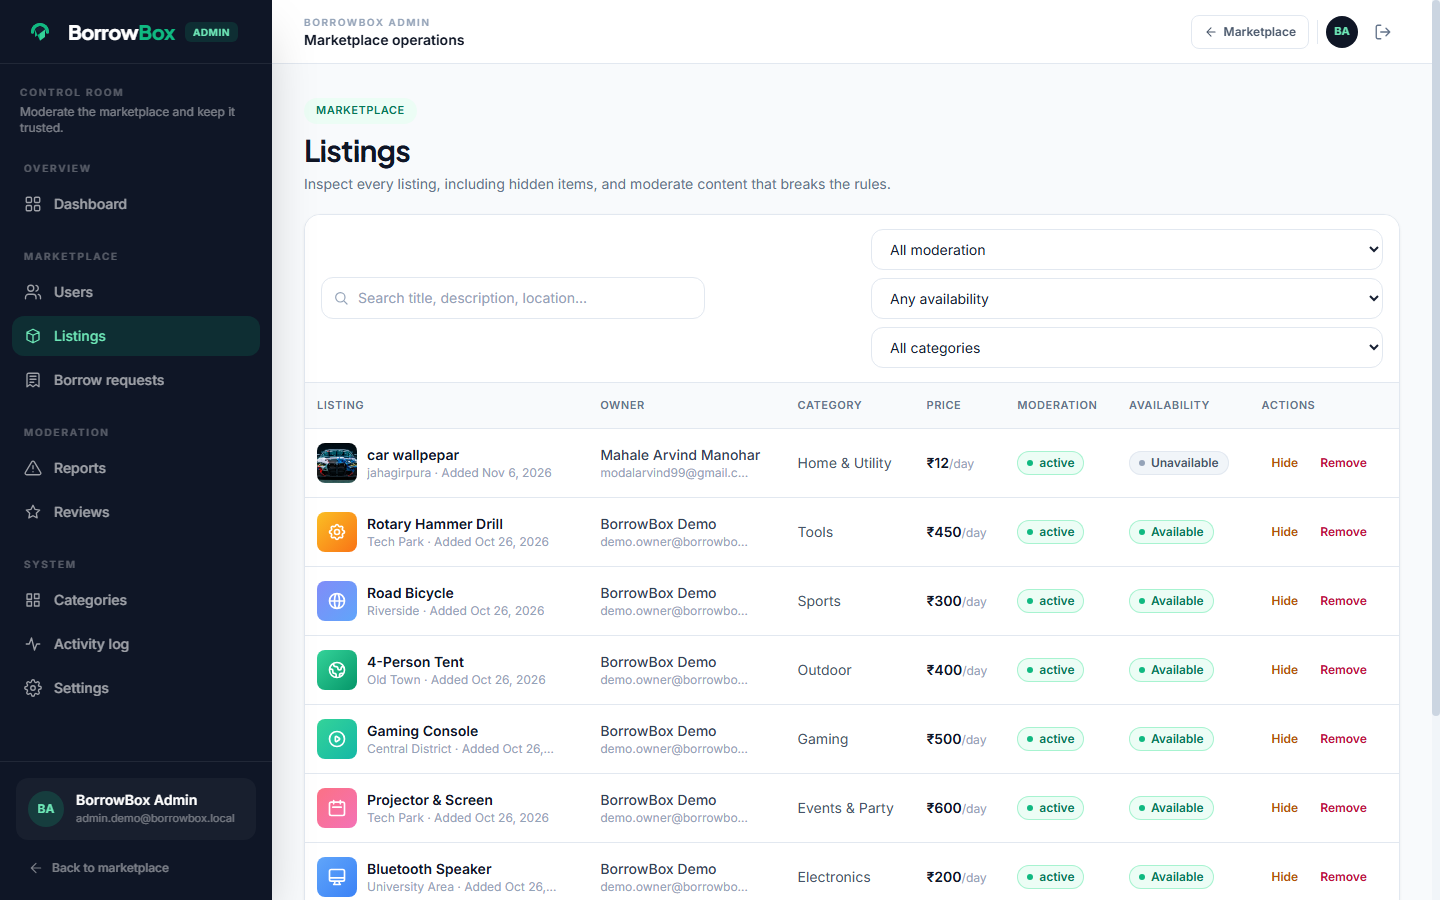 BorrowBox ADMIN
CONTROL ROOM
Moderate the marketplace and keep it
trusted.
OVERVIEW
Dashboard
MARKETPLACE
Users
Listings
Borrow requests
MODERATION
Reports
Reviews
SYSTEM
Categories
Activity log
Settings
BA
BorrowBox Admin
admin.demo@borrowbox.local
Back to marketplace
BORROWBOX ADMIN
Marketplace operations
Marketplace
BA
MARKETPLACE
Listings
Inspect every listing, including hidden items, and moderate content that breaks the rules.
Search title, description, location...
All moderation
Any availability
All categories
LISTING OWNER CATEGORY PRICE MODERATION AVAILABILITY ACTIONS
car wallpepar
jahagirpura · Added Nov 6, 2026
Mahale Arvind Manohar
modalarvind99@gmail.c...
Home & Utility
₹12/day
active
Unavailable
Hide
Remove
Rotary Hammer Drill
Tech Park · Added Oct 26, 2026
BorrowBox Demo
demo.owner@borrowbo...
Tools
₹450/day
active
Available
Hide
Remove
Road Bicycle
Riverside · Added Oct 26, 2026
BorrowBox Demo
demo.owner@borrowbo...
Sports
₹300/day
active
Available
Hide
Remove
4-Person Tent
Old Town · Added Oct 26, 2026
BorrowBox Demo
demo.owner@borrowbo...
Outdoor
₹400/day
active
Available
Hide
Remove
Gaming Console
Central District · Added Oct 26,...
BorrowBox Demo
demo.owner@borrowbo...
Gaming
₹500/day
active
Available
Hide
Remove
Projector & Screen
Tech Park · Added Oct 26, 2026
BorrowBox Demo
demo.owner@borrowbo...
Events & Party
₹600/day
active
Available
Hide
Remove
Bluetooth Speaker
University Area · Added Oct 26,...
BorrowBox Demo
demo.owner@borrowbo...
Electronics
₹200/day
active
Available
Hide
Remove